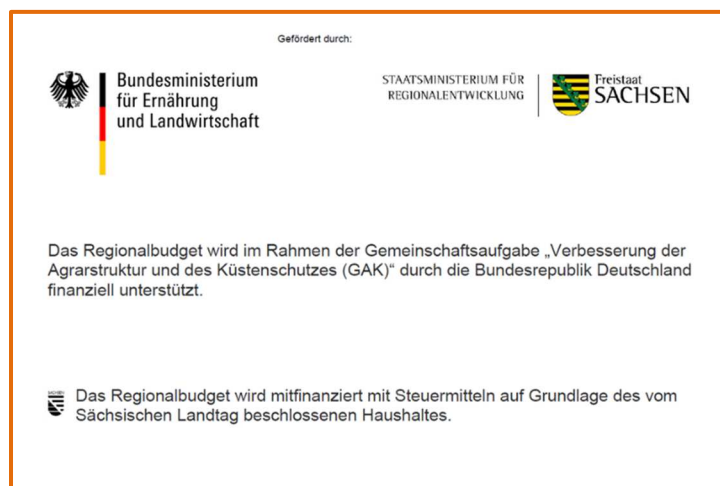 Gefördert durch:
Bundesministerium
für Ernährung
und Landwirtschaft
STAATSMINISTERIUM FÜR
REGIONALENTWICKLUNG
Freistaat
SACHSEN
Das Regionalbudget wird im Rahmen der Gemeinschaftsaufgabe „Verbesserung der
Agrarstruktur und des Küstenschutzes (GAK)“ durch die Bundesrepublik Deutschland
finanziell unterstützt.
SACHSEN
Das Regionalbudget wird mitfinanziert mit Steuermitteln auf Grundlage des vom
Sächsischen Landtag beschlossenen Haushaltes.